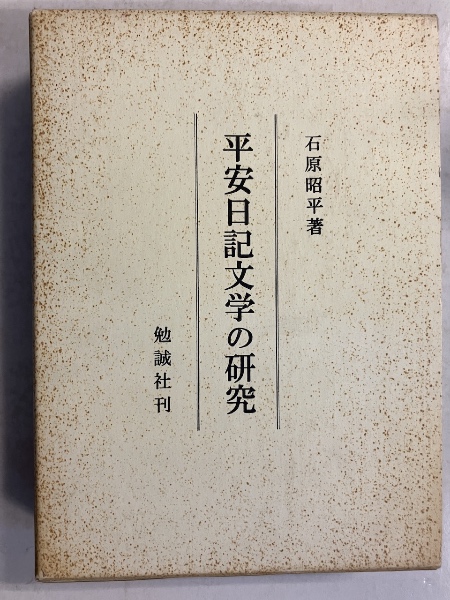 石原昭平著
平安日記文学の研究
勉誠社刊